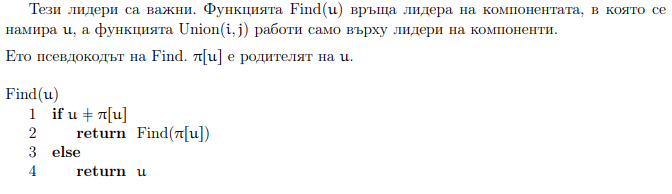 Тези лидери са важни. Функцията Find(u) връща лидера на компонентата, в която се
намира u, а функцията Union(i, j) работи само върху лидери на компоненти.
Ето псевдокодът на Find. π[u] е родителят на u.
Find(u)
1 if u ≠ π[u]
2 return Find(π[u])
3 else
4 return u